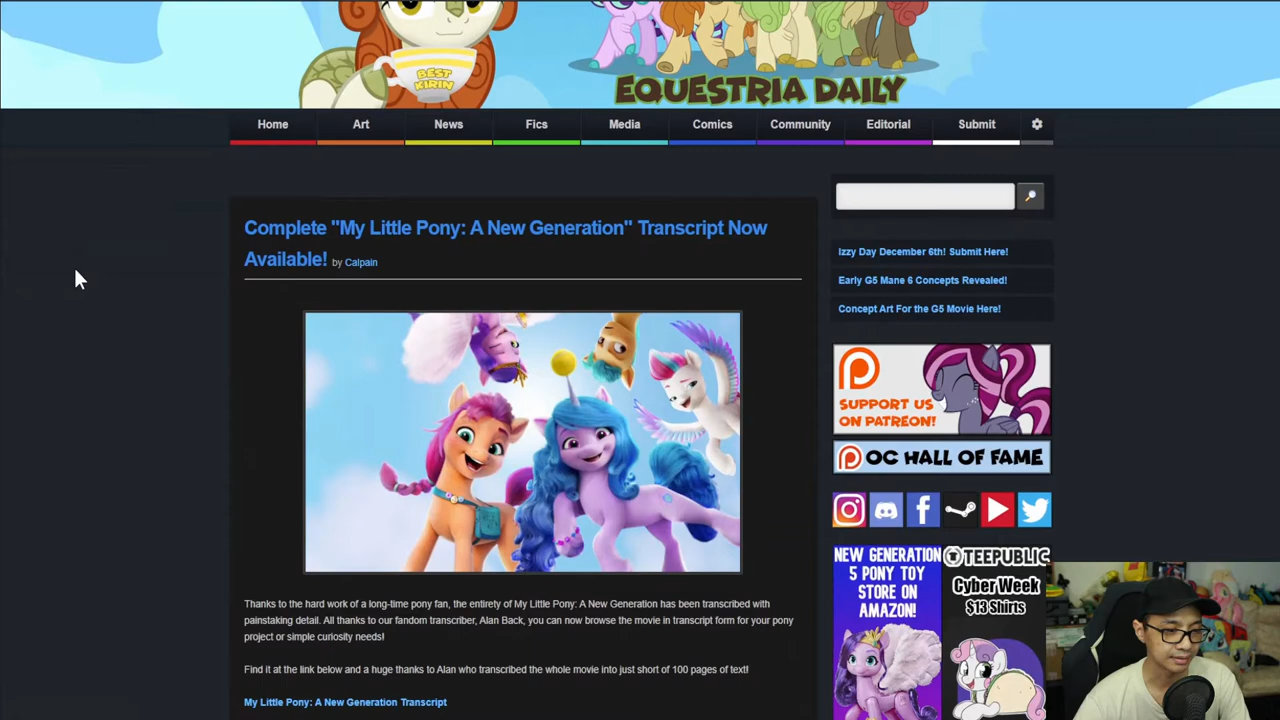 BEST
KIRIN
EQUESTRIA DAILY
Home Art News Fics Media Comics Community Editorial Submit
Complete "My Little Pony: A New Generation" Transcript Now
Available! by Calpain
Thanks to the hard work of a long-time pony fan, the entirety of My Little Pony: A New Generation has been transcribed with
painstaking detail. All thanks to our fandom transcriber, Alan Back, you can now browse the movie in transcript form for your pony
project or simple curiosity needs!
Find it at the link below and a huge thanks to Alan who transcribed the whole movie into just short of 100 pages of text!
My Little Pony: A New Generation Transcript
Izzy Day December 6th! Submit Here!
Early G5 Mane 6 Concepts Revealed!
Concept Art For the G5 Movie Here!
SUPPORT US
ON PATREON!
OC HALL OF FAME
NEW GENERATION
5 PONY TOY
STORE ON
AMAZON!
TEEPUBLIC
Cyber Week
$13 Shirts